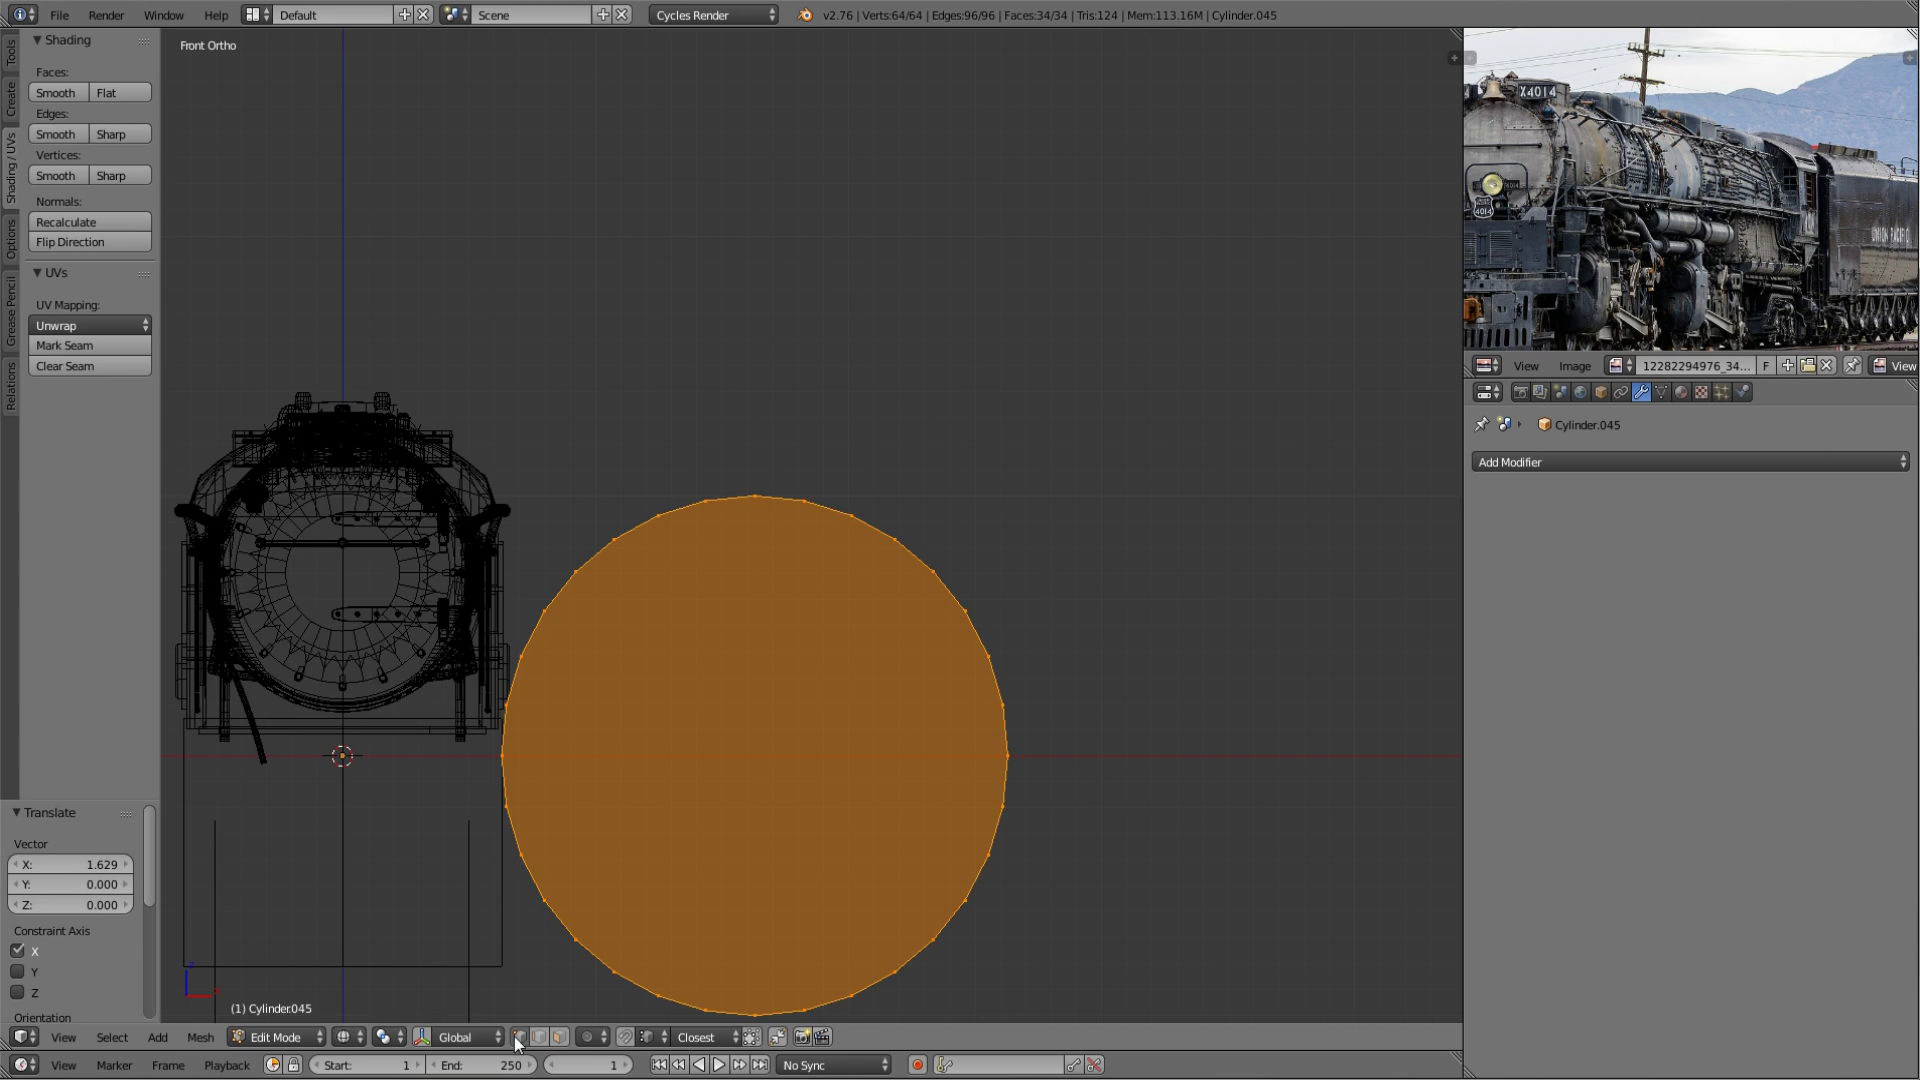 File Render Window Help Default Scene Cycles Render v2.76 | Verts:64/64 | Edges:96/96 | Faces:34/34 | Tris:124 | Mem:113.16M | Cylinder.045
Tools
Create
Shading / UVs
Options
Grease Pencil
Relations
Shading
Faces:
Smooth Flat
Edges:
Smooth Sharp
Vertices:
Smooth Sharp
Normals:
Recalculate
Flip Direction
UVs
UV Mapping:
Unwrap
Mark Seam
Clear Seam
Translate
Vector
X: 1.629
Y: 0.000
Z: 0.000
Constraint Axis
X
Y
Z
Orientation
Front Ortho
(1) Cylinder.045
X4014
4014
UNION PACIFIC
View Image 12282294976_34... F View
Cylinder.045
Add Modifier
View Select Add Mesh Edit Mode Global Closest
View Marker Frame Playback Start: 1 End: 250 1 No Sync